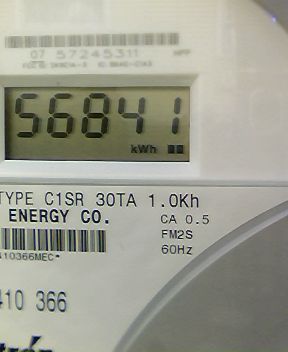 07 57245311
56841
kWh
TYPE C1SR 30TA 1.0Kh
ENERGY CO.
CA 0.5
FM2S
60Hz
410366MEC*
410 366